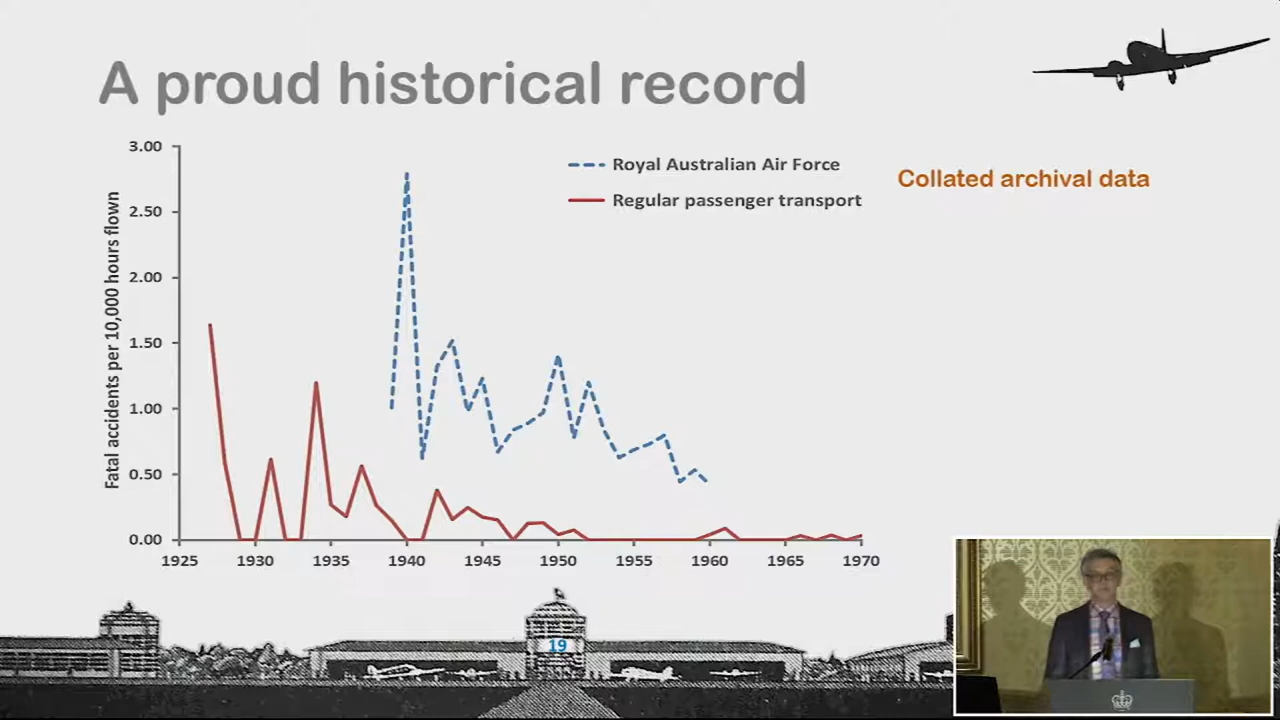 A proud historical record
3.00
2.50
2.00
1.50
1.00
0.50
0.00
Fatal accidents per 10,000 hours flown
Royal Australian Air Force
Regular passenger transport
Collated archival data
1925 1930 1935 1940 1945 1950 1955 1960 1965 1970
19